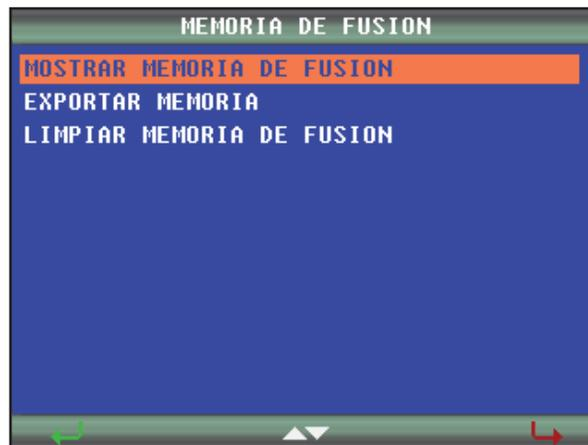 MEMORIA DE FUSION
MOSTRAR MEMORIA DE FUSION
EXPORTAR MEMORIA
LIMPIAR MEMORIA DE FUSION